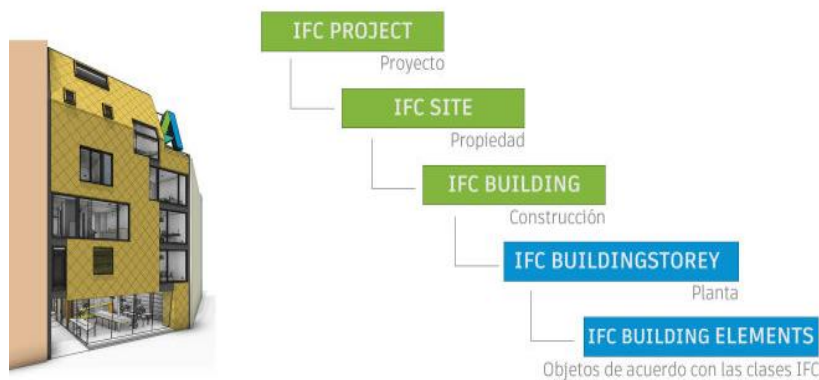 IFC PROJECT
Proyecto
IFC SITE
Propiedad
IFC BUILDING
Construcción
IFC BUILDINGSTOREY
Planta
IFC BUILDING ELEMENTS
Objetos de acuerdo con las clases IFC